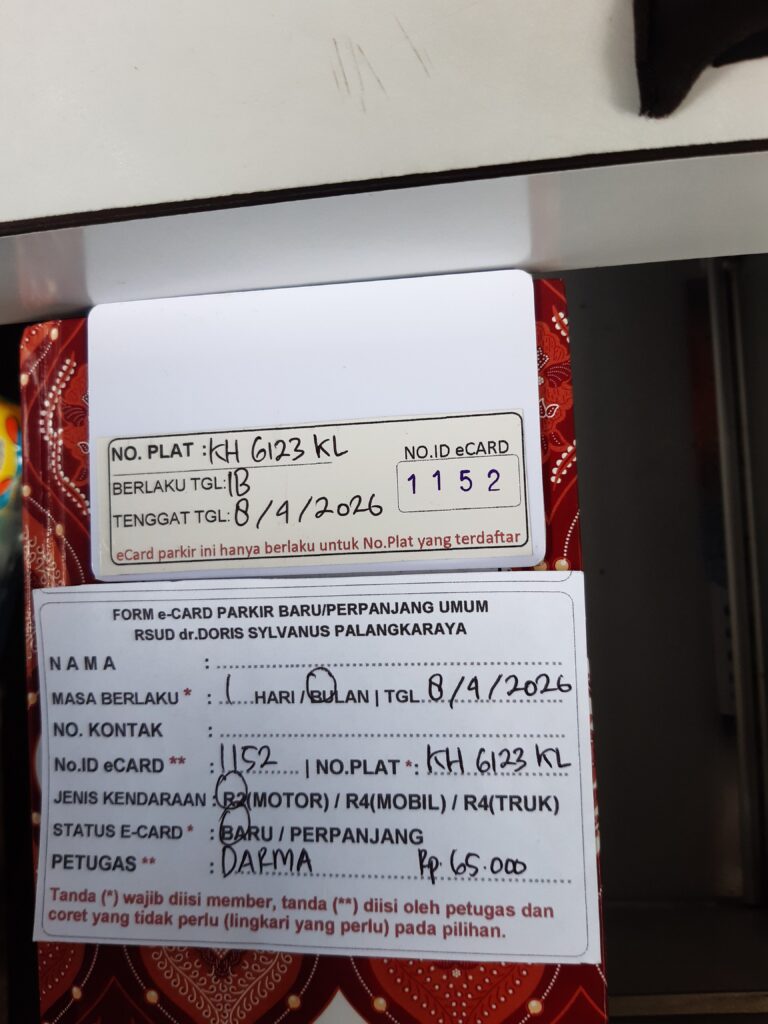 NO. PLAT : KH 6123 KL
NO.ID eCARD
BERLAKU TGL: 1B
1152
TENGGAT TGL: 8/4/2026
eCard parkir ini hanya berlaku untuk No.Plat yang terdaftar
FORM e-CARD PARKIR BARU/PERPANJANG UMUM
RSUD dr.DORIS SYLVANUS PALANGKARAYA
NAMA :
MASA BERLAKU * : 1 HARI / BULAN | TGL 8/4/2026
NO. KONTAK :
No.ID eCARD ** : 1152 | NO.PLAT *: KH 6123 KL
JENIS KENDARAAN : R2(MOTOR) / R4(MOBIL) / R4(TRUK)
STATUS E-CARD * : BARU / PERPANJANG
PETUGAS ** : DARMA Rp. 65.000
Tanda (*) wajib diisi member, tanda (**) diisi oleh petugas dan
coret yang tidak perlu (lingkari yang perlu) pada pilihan.